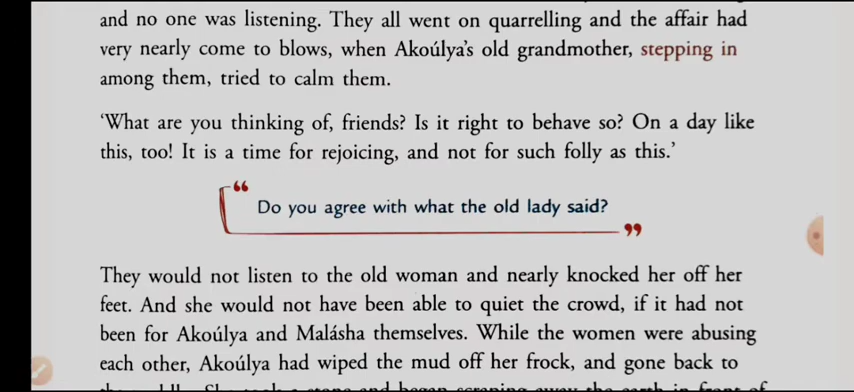 and no one was listening. They all went on quarrelling and the affair had
very nearly come to blows, when Akoúlya's old grandmother, stepping in
among them, tried to calm them.
‘What are you thinking of, friends? Is it right to behave so? On a day like
this, too! It is a time for rejoicing, and not for such folly as this.’
“
Do you agree with what the old lady said?
”
They would not listen to the old woman and nearly knocked her off her
feet. And she would not have been able to quiet the crowd, if it had not
been for Akoúlya and Malásha themselves. While the women were abusing
each other, Akoúlya had wiped the mud off her frock, and gone back to